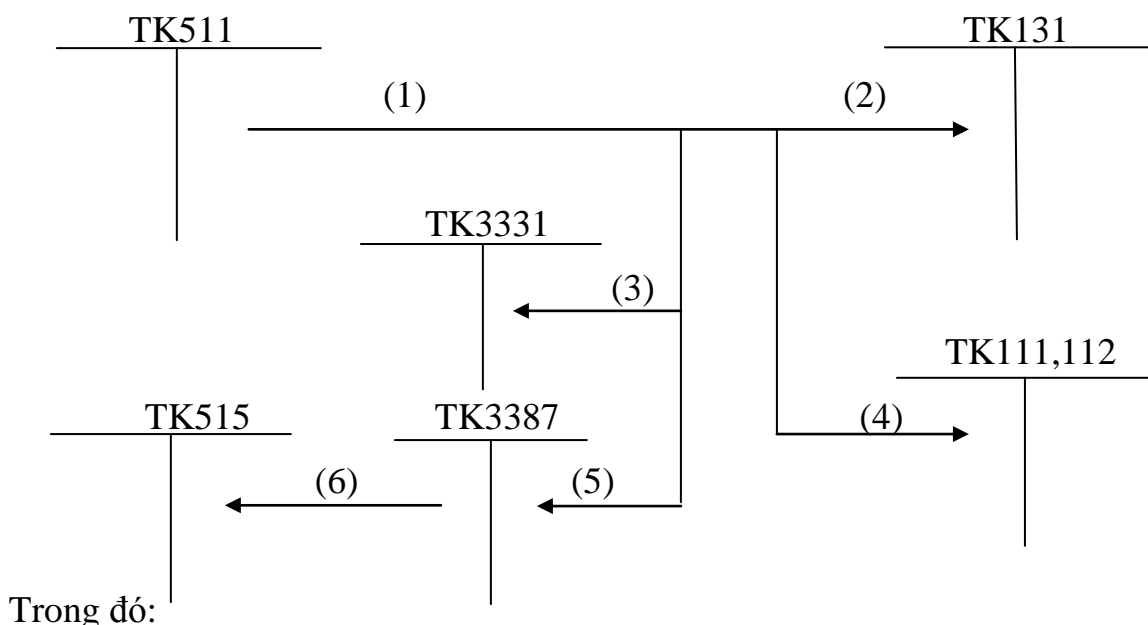 TK511 TK131
(1) (2)
TK3331
(3)
TK111,112
TK515 TK3387
(4)
(6) (5)
Trong đó: